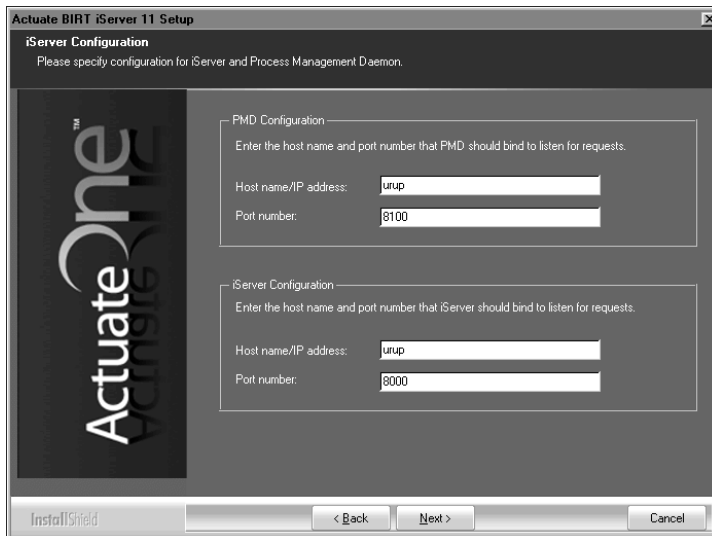 Actuate BIRT iServer 11 Setup
iServer Configuration
Please specify configuration for iServer and Process Management Daemon.
PMD Configuration
Enter the host name and port number that PMD should bind to listen for requests.
Host name/IP address:
urup
Port number:
8100
iServer Configuration
Enter the host name and port number that iServer should bind to listen for requests.
Host name/IP address:
urup
Port number:
8000
ActuateOne™
InstallShield
< Back
Next >
Cancel